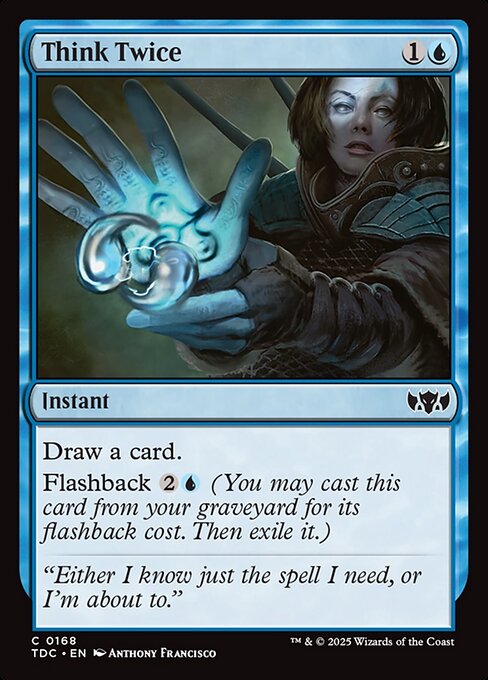 Think Twice 1
Instant
Draw a card.
Flashback 2 (You may cast this
card from your graveyard for its
flashback cost. Then exile it.)
“Either I know just the spell I need, or
I’m about to.”
C 0168
TDC • EN Anthony Francisco
™ & © 2025 Wizards of the Coast